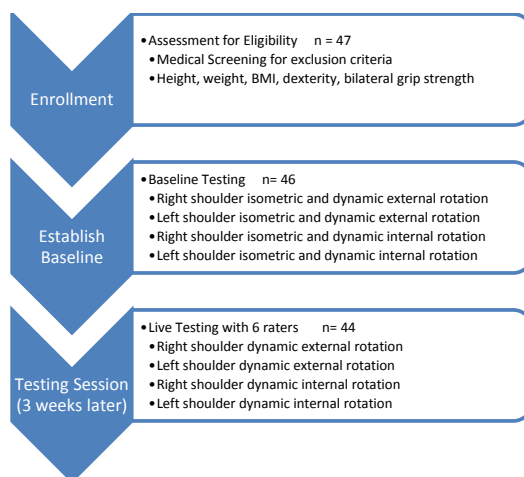 Enrollment
•Assessment for Eligibility n = 47
•Medical Screening for exclusion criteria
•Height, weight, BMI, dexterity, bilateral grip strength
Establish
Baseline
•Baseline Testing n= 46
•Right shoulder isometric and dynamic external rotation
•Left shoulder isometric and dynamic external rotation
•Right shoulder isometric and dynamic internal rotation
•Left shoulder isometric and dynamic internal rotation
Testing Session
(3 weeks later)
•Live Testing with 6 raters n= 44
•Right shoulder dynamic external rotation
•Left shoulder dynamic external rotation
•Right shoulder dynamic internal rotation
•Left shoulder dynamic internal rotation